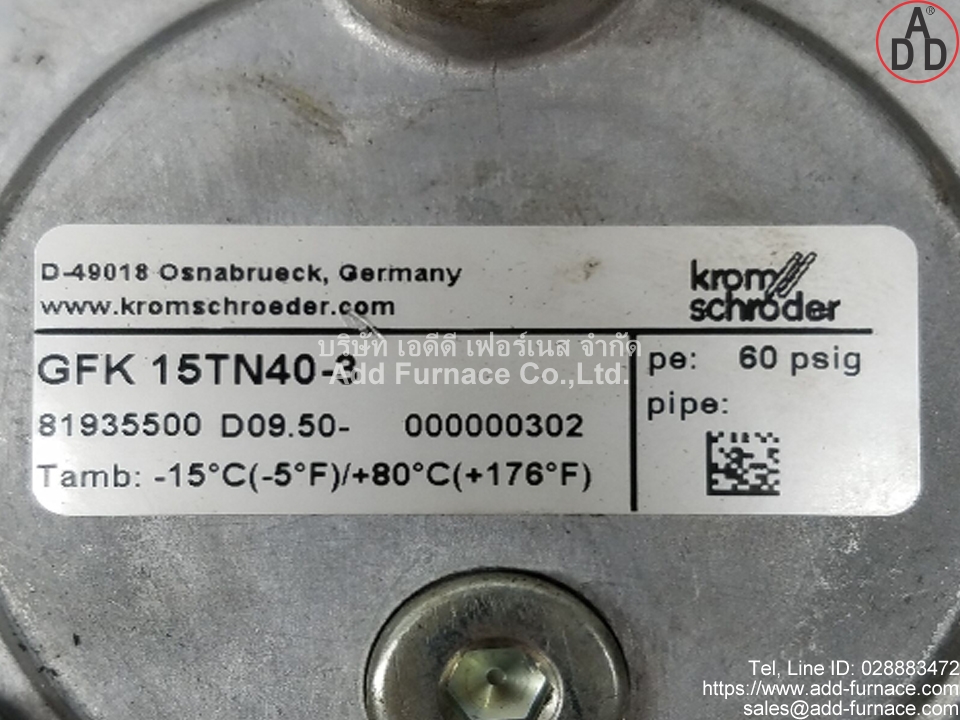 ADD®
D-49018 Osnabrueck, Germany
www.kromschroeder.com
krom
schröder
GFK 15TN40-3
pe: 60 psig
บริษัท เอดีดี เฟอร์เนส จำกัด
Add Furnace Co.,Ltd.
pipe:
81935500 D09.50- 000000302
Tamb: -15°C(-5°F)/+80°C(+176°F)
Tel, Line ID: 028883472
https://www.add-furnace.com
sales@add-furnace.com